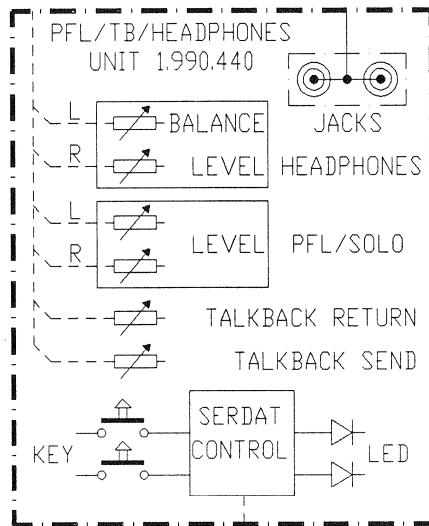 PFL/TB/HEADPHONES
UNIT 1.990.440
JACKS
L BALANCE
R LEVEL HEADPHONES
L
LEVEL PFL/SOLO
R
TALKBACK RETURN
TALKBACK SEND
SERDAT
CONTROL
KEY LED